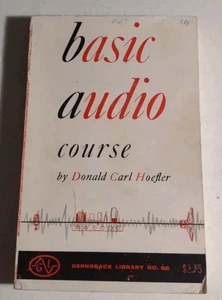 basic
audio
course
by Donald Carl Hoefler
GERNSBACK LIBRARY NO. 66